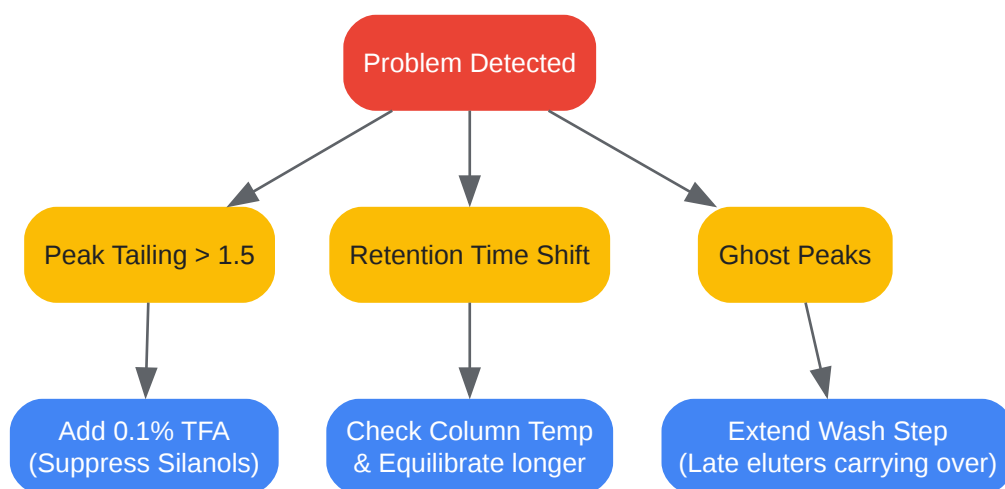 Problem Detected
Peak Tailing > 1.5
Retention Time Shift
Ghost Peaks
Add 0.1% TFA
(Suppress Silanols)
Check Column Temp
& Equilibrate longer
Extend Wash Step
(Late eluters carrying over)